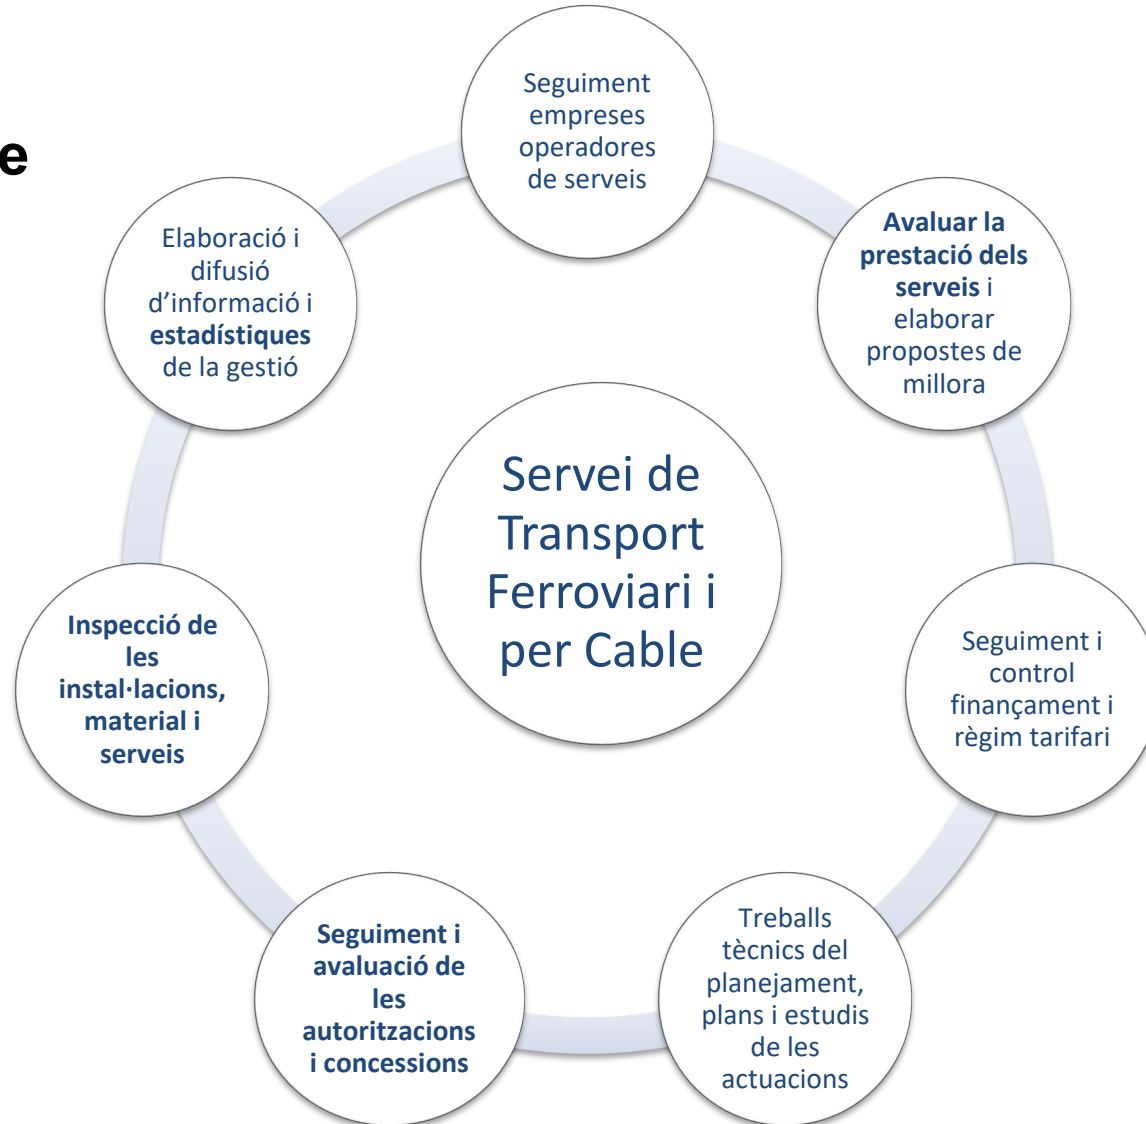 e
Seguiment
empreses
operadores
de serveis
Avaluar la
prestació dels
serveis i
elaborar
propostes de
millora
Seguiment i
control
finançament i
règim tarifari
Treballs
tècnics del
planejament,
plans i estudis
de les
actuacions
Seguiment i
avaluació de
les
autoritzacions
i concessions
Inspecció de
les
instal·lacions,
material i
serveis
Elaboració i
difusió
d’informació i
estadístiques
de la gestió
Servei de
Transport
Ferroviari i
per Cable